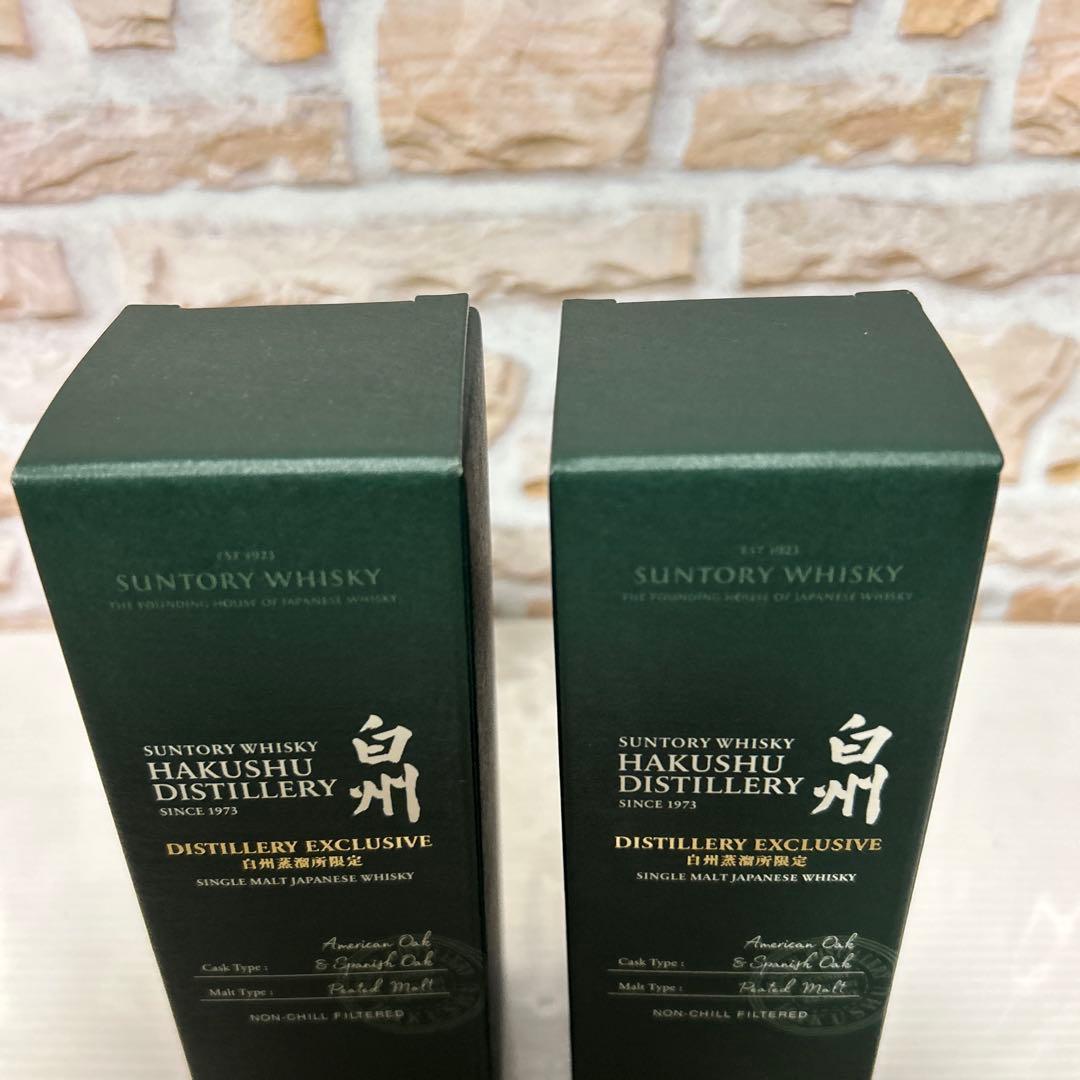 EST 1923
SUNTORY WHISKY
THE FOUNDING HOUSE OF JAPANESE WHISKY
SUNTORY WHISKY
HAKUSHU
DISTILLERY
SINCE 1973
白州
DISTILLERY EXCLUSIVE
白州蒸溜所限定
SINGLE MALT JAPANESE WHISKY
Cask Type : American Oak
& Spanish Oak
Malt Type : Peated Malt
NON-CHILL FILTERED
EST 1923
SUNTORY WHISKY
THE FOUNDING HOUSE OF JAPANESE WHISKY
SUNTORY WHISKY
HAKUSHU
DISTILLERY
SINCE 1973
白州
DISTILLERY EXCLUSIVE
白州蒸溜所限定
SINGLE MALT JAPANESE WHISKY
Cask Type : American Oak
& Spanish Oak
Malt Type : Peated Malt
NON-CHILL FILTERED